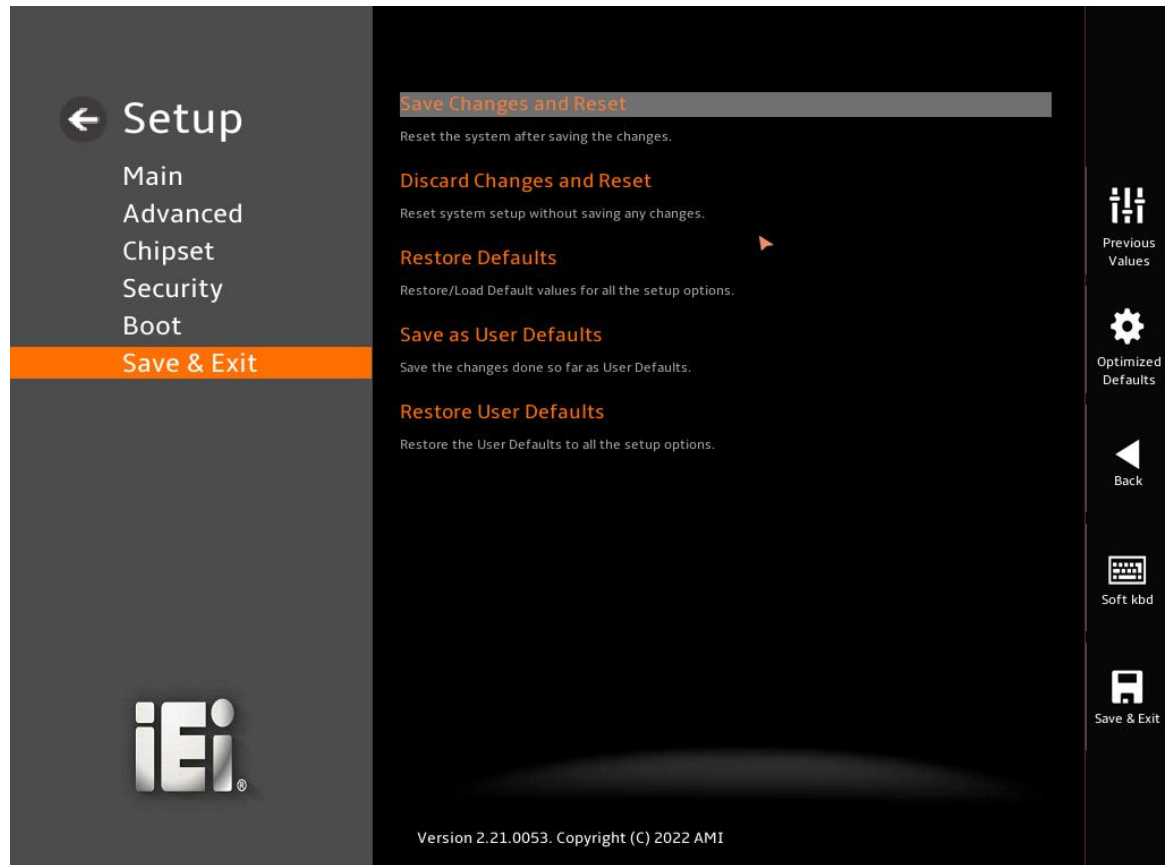 Setup
Main
Advanced
Chipset
Security
Boot
Save & Exit
iEi®
Save Changes and Reset
Reset the system after saving the changes.
Discard Changes and Reset
Reset system setup without saving any changes.
Restore Defaults
Restore/Load Default values for all the setup options.
Save as User Defaults
Save the changes done so far as User Defaults.
Restore User Defaults
Restore the User Defaults to all the setup options.
Version 2.21.0053. Copyright (C) 2022 AMI
Previous
Values
Optimized
Defaults
Back
Soft kbd
Save & Exit